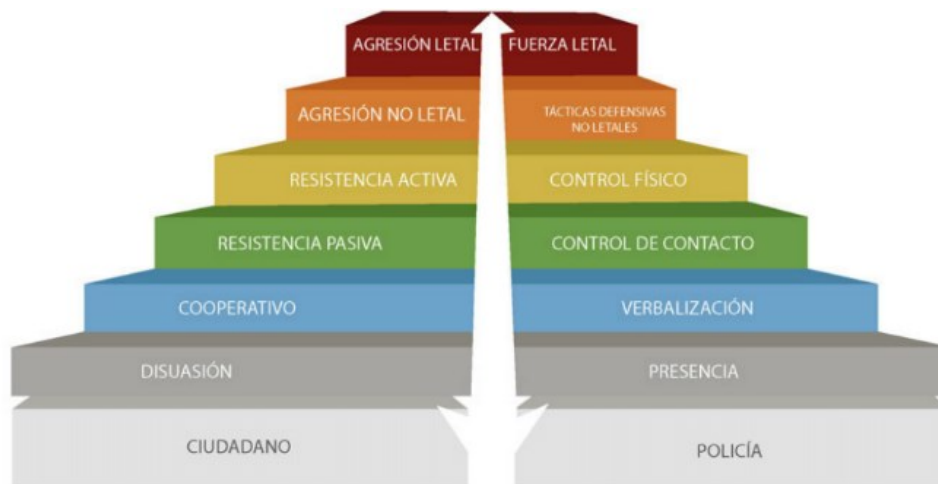 AGRESIÓN LETAL FUERZA LETAL
AGRESIÓN NO LETAL TÁCTICAS DEFENSIVAS
NO LETALES
RESISTENCIA ACTIVA CONTROL FÍSICO
RESISTENCIA PASIVA CONTROL DE CONTACTO
COOPERATIVO VERBALIZACIÓN
DISUASIÓN PRESENCIA
CIUDADANO POLICÍA